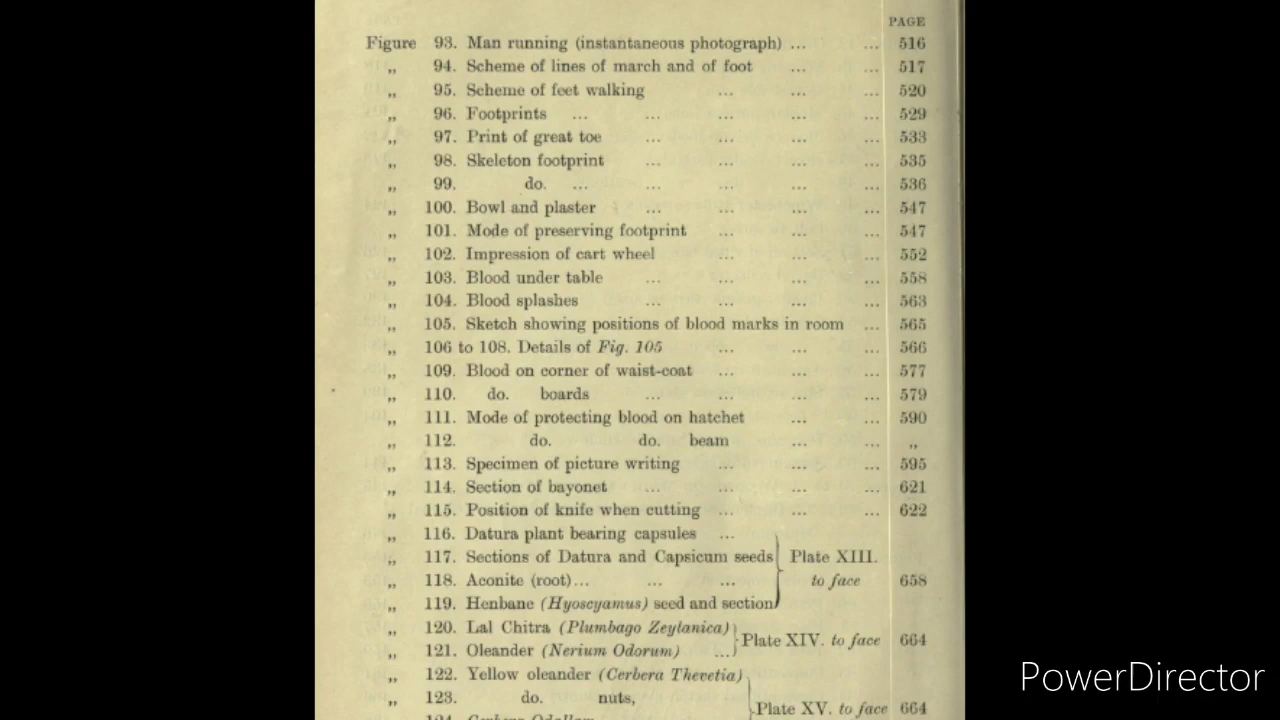 PAGE
Figure 93. Man running (instantaneous photograph) ... ... 516
„ 94. Scheme of lines of march and of foot ... ... 517
„ 95. Scheme of feet walking ... ... ... 520
„ 96. Footprints ... ... ... ... ... 529
„ 97. Print of great toe ... ... ... ... 533
„ 98. Skeleton footprint ... ... ... ... 535
„ 99. do. ... ... ... ... ... 536
„ 100. Bowl and plaster ... ... ... ... 547
„ 101. Mode of preserving footprint ... ... ... 547
„ 102. Impression of cart wheel ... ... ... 552
„ 103. Blood under table ... ... ... ... 558
„ 104. Blood splashes ... ... ... ... 563
„ 105. Sketch showing positions of blood marks in room ... 565
„ 106 to 108. Details of Fig. 105 ... ... ... 566
„ 109. Blood on corner of waist-coat ... ... ... 577
„ 110. do. boards ... ... ... ... 579
„ 111. Mode of protecting blood on hatchet ... ... 590
„ 112. do. do. beam ... ... „
„ 113. Specimen of picture writing ... ... ... 595
„ 114. Section of bayonet ... ... ... ... 621
„ 115. Position of knife when cutting ... ... ... 622
„ 116. Datura plant bearing capsules ...
„ 117. Sections of Datura and Capsicum seeds Plate XIII.
„ 118. Aconite (root)... ... ... to face 658
„ 119. Henbane (Hyoscyamus) seed and section
„ 120. Lal Chitra (Plumbago Zeylanica)
Plate XIV. to face 664
„ 121. Oleander (Nerium Odorum) ...
„ 122. Yellow oleander (Cerbera Thevetia)
„ 123. do. nuts,
Plate XV. to face 664
PowerDirector